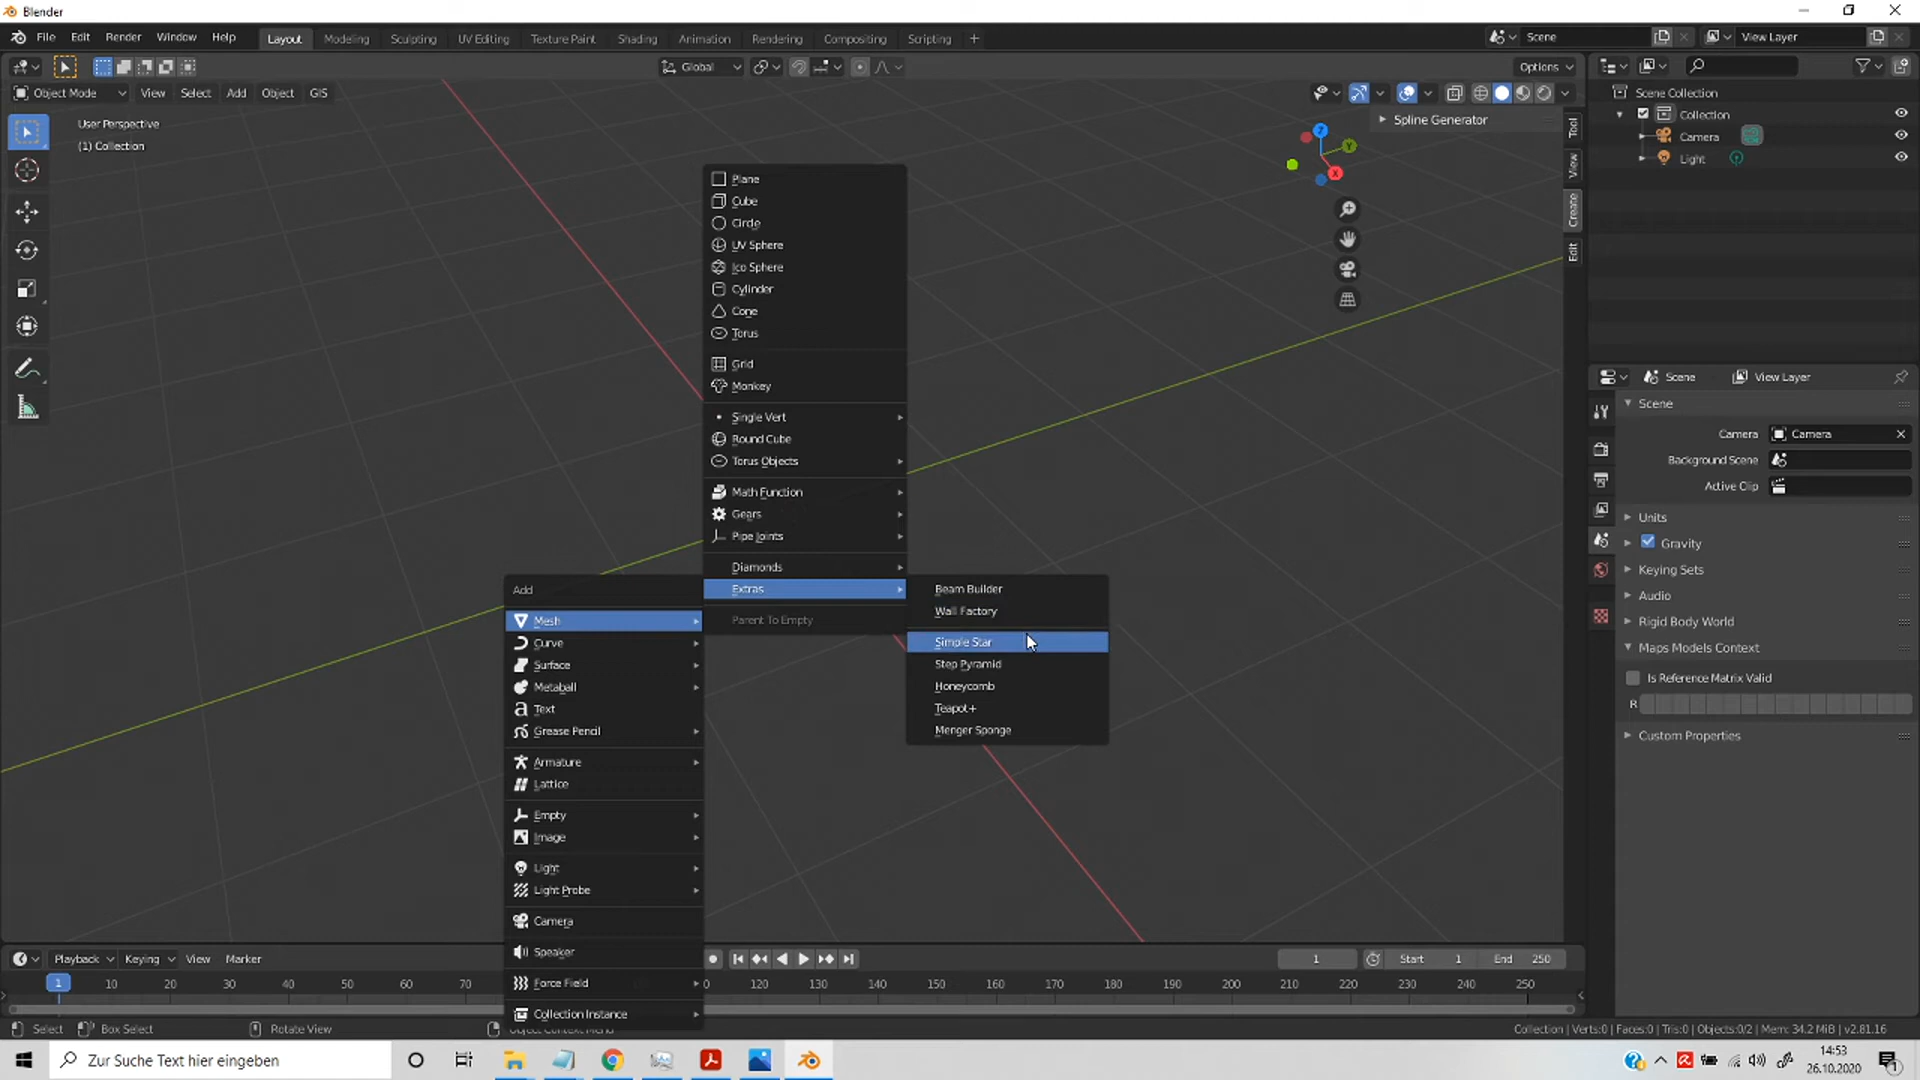 Blender
File Edit Render Window Help Layout Modeling Sculpting UV Editing Texture Paint Shading Animation Rendering Compositing Scripting + Scene View Layer
Global Options
Object Mode View Select Add Object GIS
User Perspective
(1) Collection
Spline Generator
Z
Y
X
Tool
View
Create
Edit
Scene Collection
Collection
Camera
Light
Plane
Cube
Circle
UV Sphere
Ico Sphere
Cylinder
Cone
Torus
Grid
Monkey
Single Vert
Round Cube
Torus Objects
Math Function
Gears
Pipe Joints
Diamonds
Extras
Parent To Empty
Beam Builder
Wall Factory
Simple Star
Step Pyramid
Honeycomb
Teapot+
Menger Sponge
Add
Mesh
Curve
Surface
Metaball
Text
Grease Pencil
Armature
Lattice
Empty
Image
Light
Light Probe
Camera
Speaker
Force Field
Collection Instance
Scene View Layer
Scene
Camera Camera
Background Scene
Active Clip
Units
Gravity
Keying Sets
Audio
Rigid Body World
Maps Models Context
Is Reference Matrix Valid
R
Custom Properties
Playback Keying View Marker 1 Start 1 End 250
1 10 20 30 40 50 60 70 0 120 130 140 150 160 170 180 190 200 210 220 230 240 250
Select Box Select Rotate View Object Context Menu Collection | Verts:0 | Faces:0 | Tris:0 | Objects:0/2 | Mem: 34.2 MiB | v2.81.16
Zur Suche Text hier eingeben
14:53
26.10.2020
1